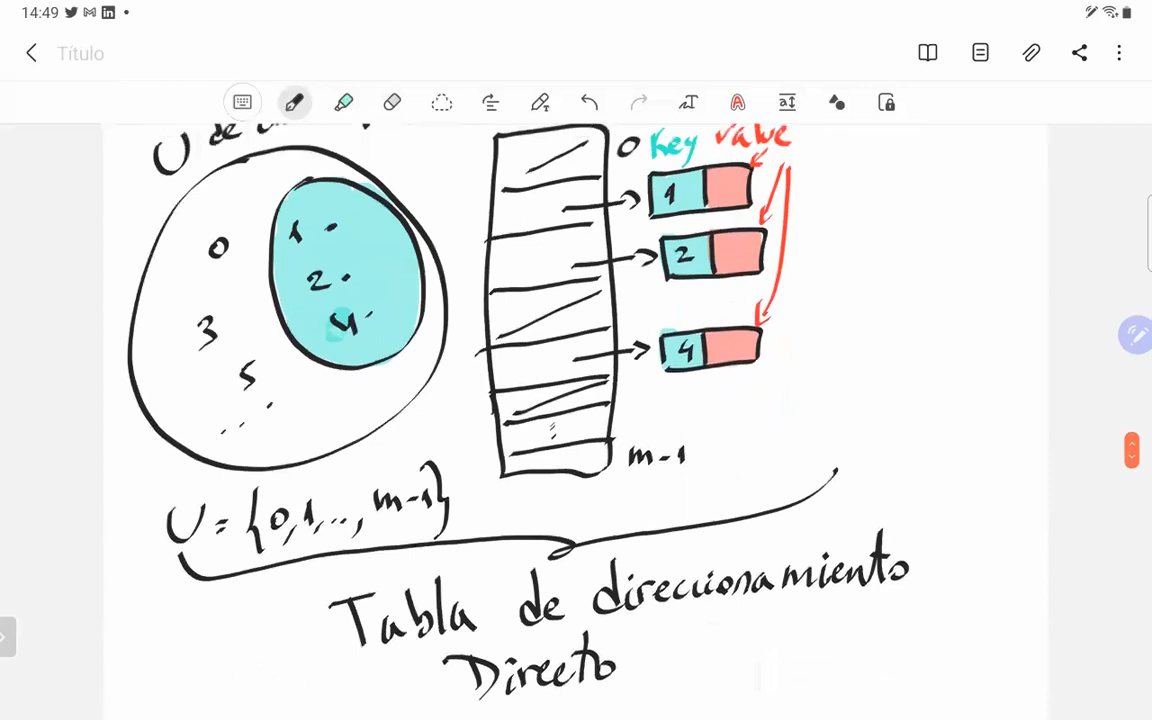 14:49
Título
U de
0 key value
0
1
2
3
4
5
1
2
4
m-1
U = {0,1,..., m-1}
Tabla de direccionamiento
Directo